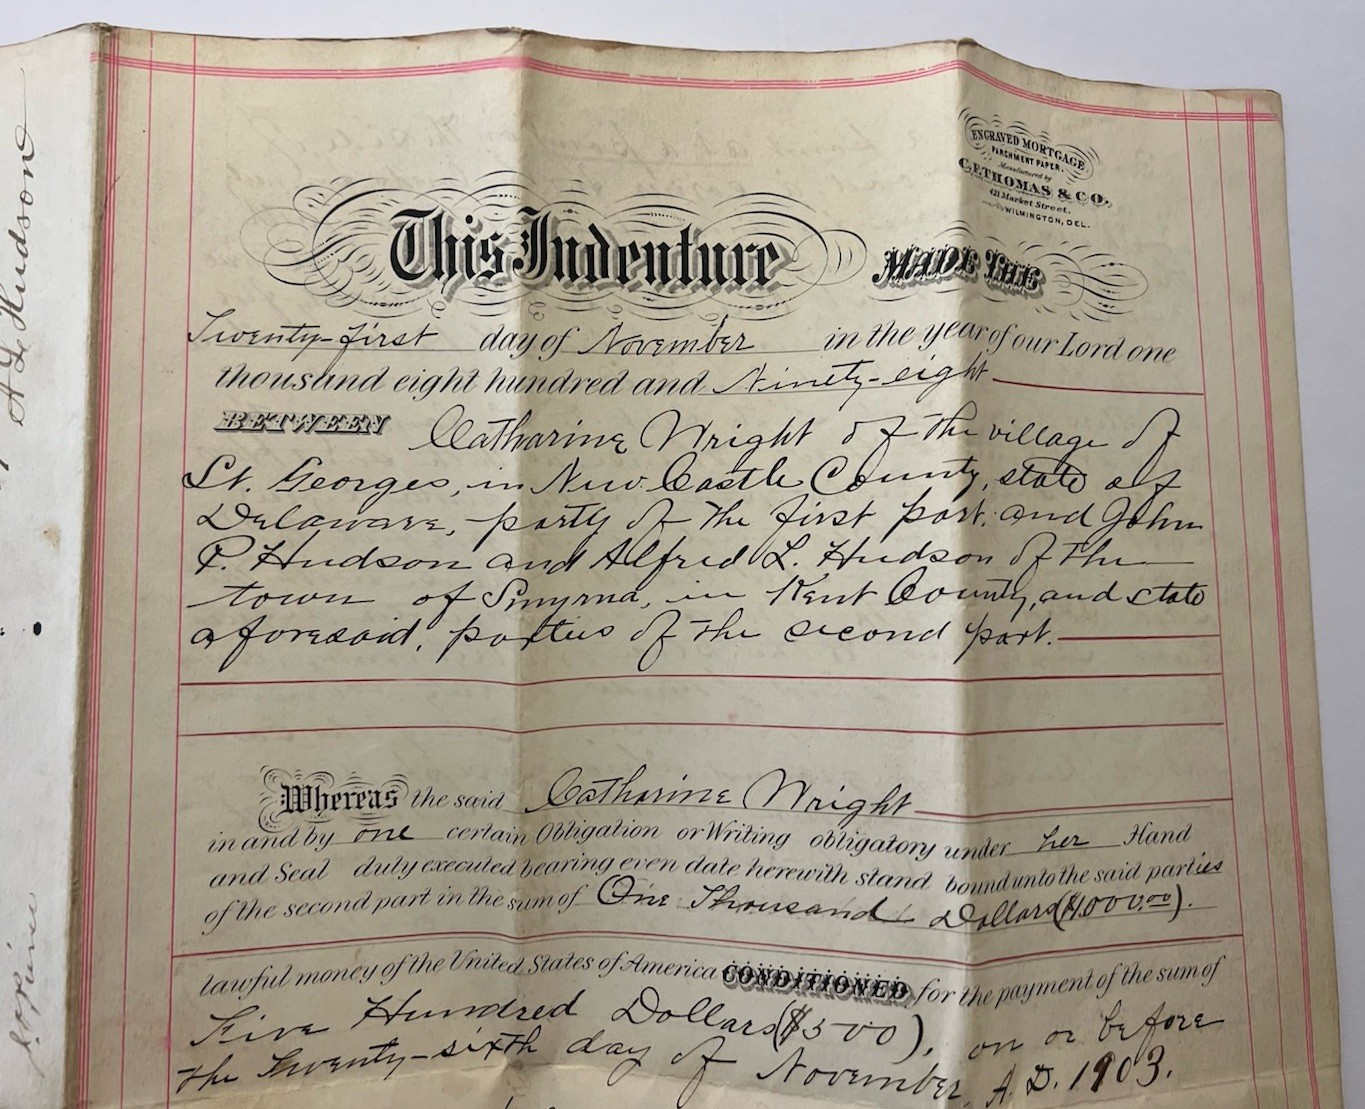 ENGRAVED MORTGAGE
PARCHMENT PAPER.
Manufactured by
C.F. THOMAS & CO.
421 Market Street,
WILMINGTON, DEL.
This Indenture MADE THE
Twenty-first day of November in the year of our Lord one
thousand eight hundred and Ninety-eight
BETWEEN Catharine Wright of the village of
St. Georges, in New Castle County, state of
Delaware, party of the first part, and John
P. Hudson and Alfred L. Hudson of the
town of Smyrna, in Kent County, and state
aforesaid, parties of the second part.
Whereas the said Catharine Wright
in and by one certain Obligation or Writing obligatory under her Hand
and Seal duly executed bearing even date herewith stand bound unto the said parties
of the second part in the sum of One Thousand Dollars ($1,000.00).
lawful money of the United States of America CONDITIONED for the payment of the sum of
Five Hundred Dollars ($500), on or before
the Twenty-sixth day of November, A.D. 1903.
A L Hudson